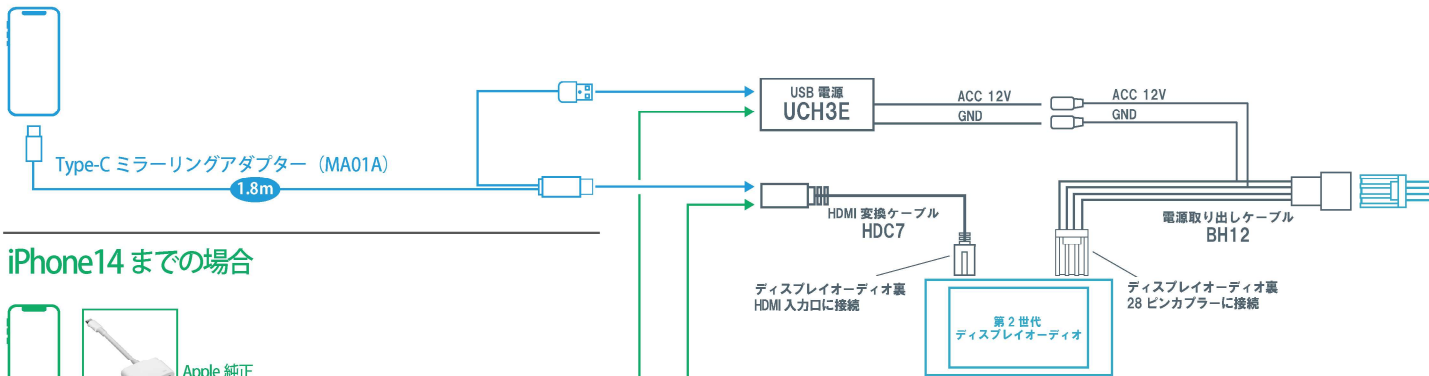 Type-C ミラーリングアダプター（MA01A）
1.8m
USB 電源
UCH3E
ACC 12V
GND
ACC 12V
GND
HDMI 変換ケーブル
HDC7
電源取り出しケーブル
BH12
iPhone14 までの場合
ディスプレイオーディオ裏
HDMI 入力口に接続
ディスプレイオーディオ裏
28 ピンカプラーに接続
第 2 世代
ディスプレイオーディオ
Apple 純正